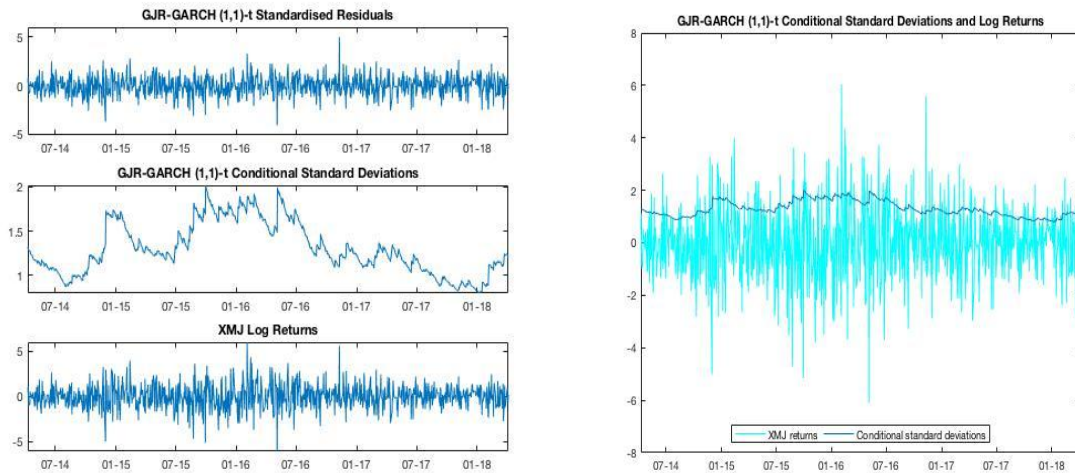 GJR-GARCH (1,1)-t Standardised Residuals
5
0
-5
07-14 01-15 07-15 01-16 07-16 01-17 07-17 01-18
GJR-GARCH (1,1)-t Conditional Standard Deviations
2
1.5
1
07-14 01-15 07-15 01-16 07-16 01-17 07-17 01-18
XMJ Log Returns
5
0
-5
07-14 01-15 07-15 01-16 07-16 01-17 07-17 01-18
GJR-GARCH (1,1)-t Conditional Standard Deviations and Log Returns
8
6
4
2
0
-2
-4
-6
-8
XMJ returns Conditional standard deviations
07-14 01-15 07-15 01-16 07-16 01-17 07-17 01-18